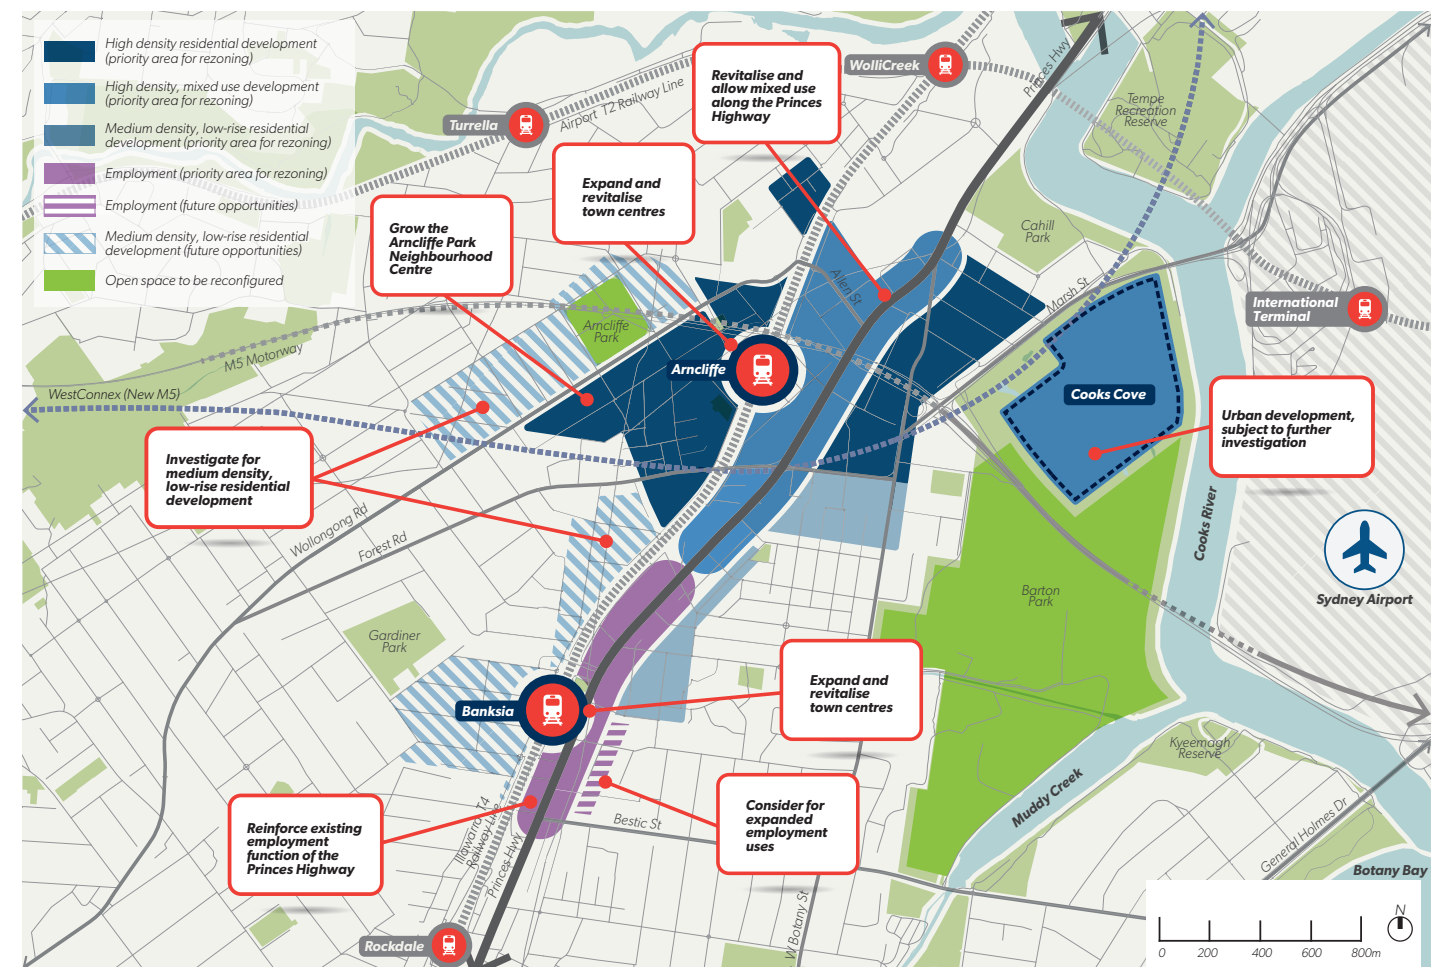 High density residential development
(priority area for rezoning)
High density, mixed use development
(priority area for rezoning)
Medium density, low-rise residential
development (priority area for rezoning)
Employment (priority area for rezoning)
Employment (future opportunities)
Medium density, low-rise residential
development (future opportunities)
Open space to be reconfigured
Turrella
Airport T2 Railway Line
Revitalise and
allow mixed use
along the Princes
Highway
WolliCreek
Princes Hwy
Tempe
Recreation
Reserve
Expand and
revitalise
town centres
Grow the
Arncliffe Park
Neighbourhood
Centre
Cahill
Park
Allen St
Marsh St
International
Terminal
Arncliffe
Park
M5 Motorway
WestConnex (New M5)
Arncliffe
Cooks Cove
Urban development,
subject to further
investigation
Investigate for
medium density,
low-rise residential
development
Wollongong Rd
Forest Rd
Cooks River
Sydney Airport
Barton
Park
Gardiner
Park
Banksia
Expand and
revitalise
town centres
Kyeemagh
Reserve
Muddy Creek
Consider for
expanded
employment
uses
Bestic St
Reinforce existing
employment
function of the
Princes Highway
Illawarra T4
Railway Line
Princes Hwy
General Holmes Dr
Botany Bay
W Botany St
Rockdale
N
0 200 400 600 800m